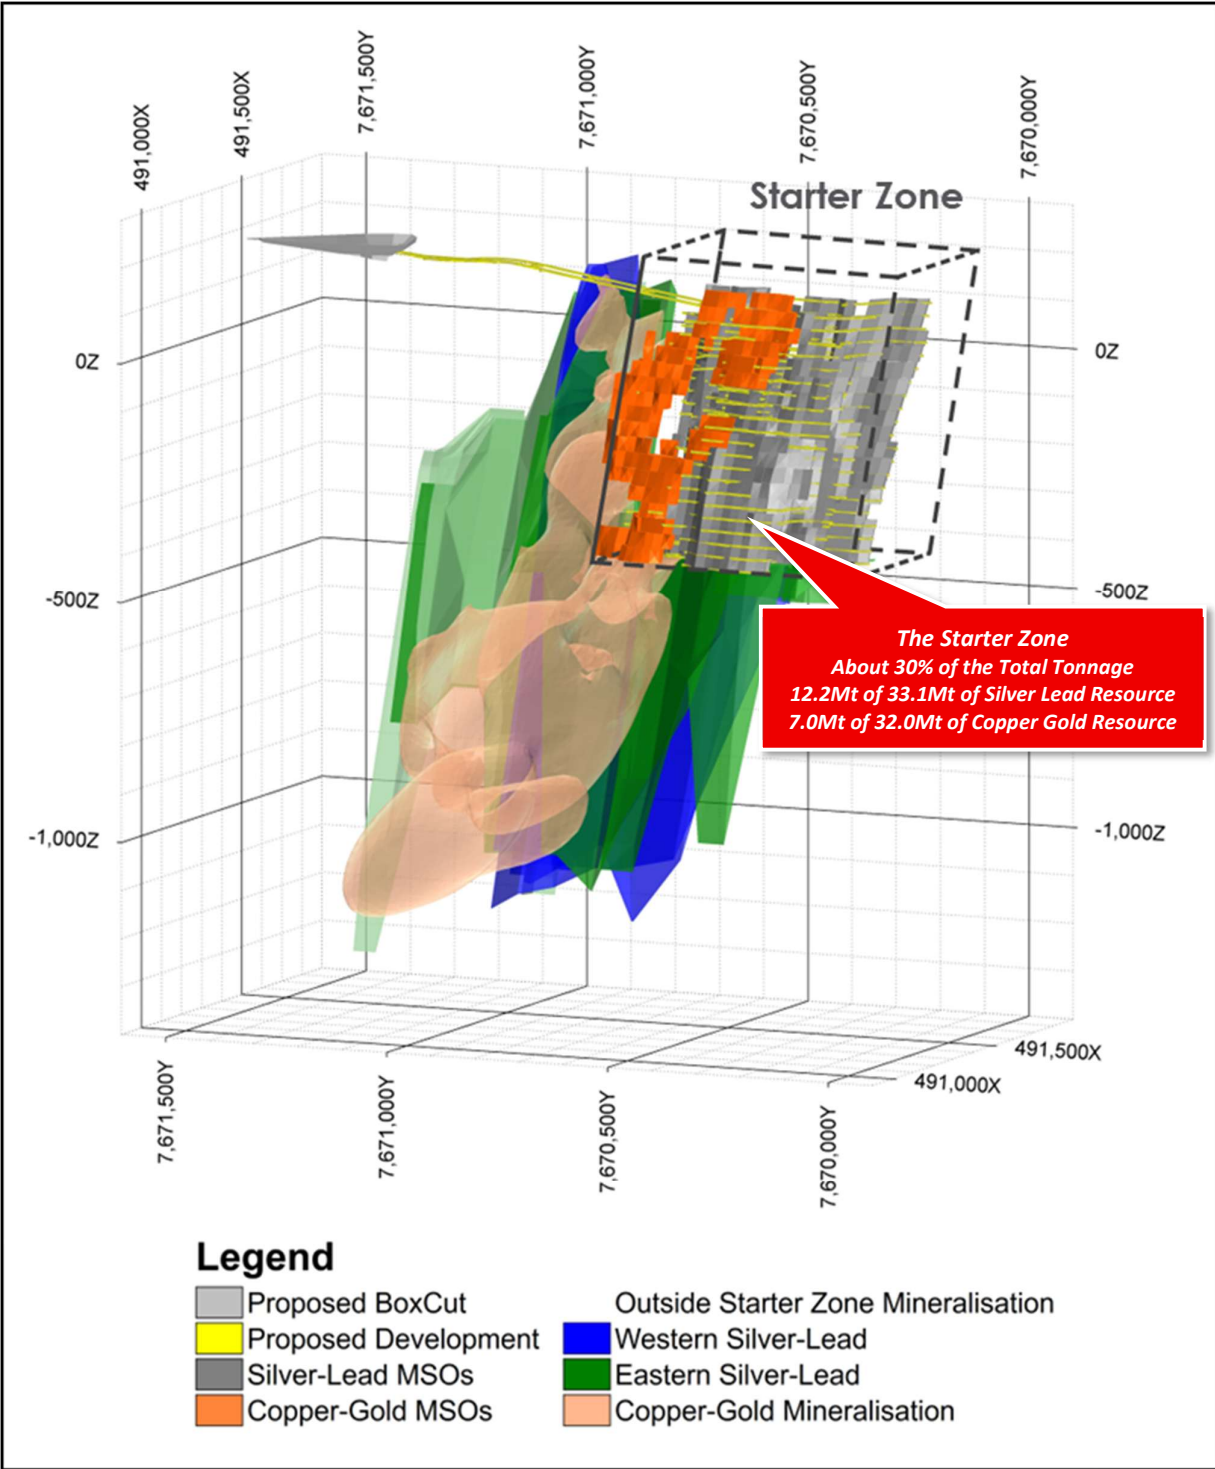 491,000X
491,500X
7,671,500Y
7,671,000Y
7,670,500Y
7,670,000Y
Starter Zone
0Z
0Z
-500Z
-500Z
The Starter Zone
About 30% of the Total Tonnage
12.2Mt of 33.1Mt of Silver Lead Resource
7.0Mt of 32.0Mt of Copper Gold Resource
-1,000Z
-1,000Z
491,500X
491,000X
7,671,500Y
7,671,000Y
7,670,500Y
7,670,000Y
Legend
Proposed BoxCut
Proposed Development
Silver-Lead MSOs
Copper-Gold MSOs
Outside Starter Zone Mineralisation
Western Silver-Lead
Eastern Silver-Lead
Copper-Gold Mineralisation